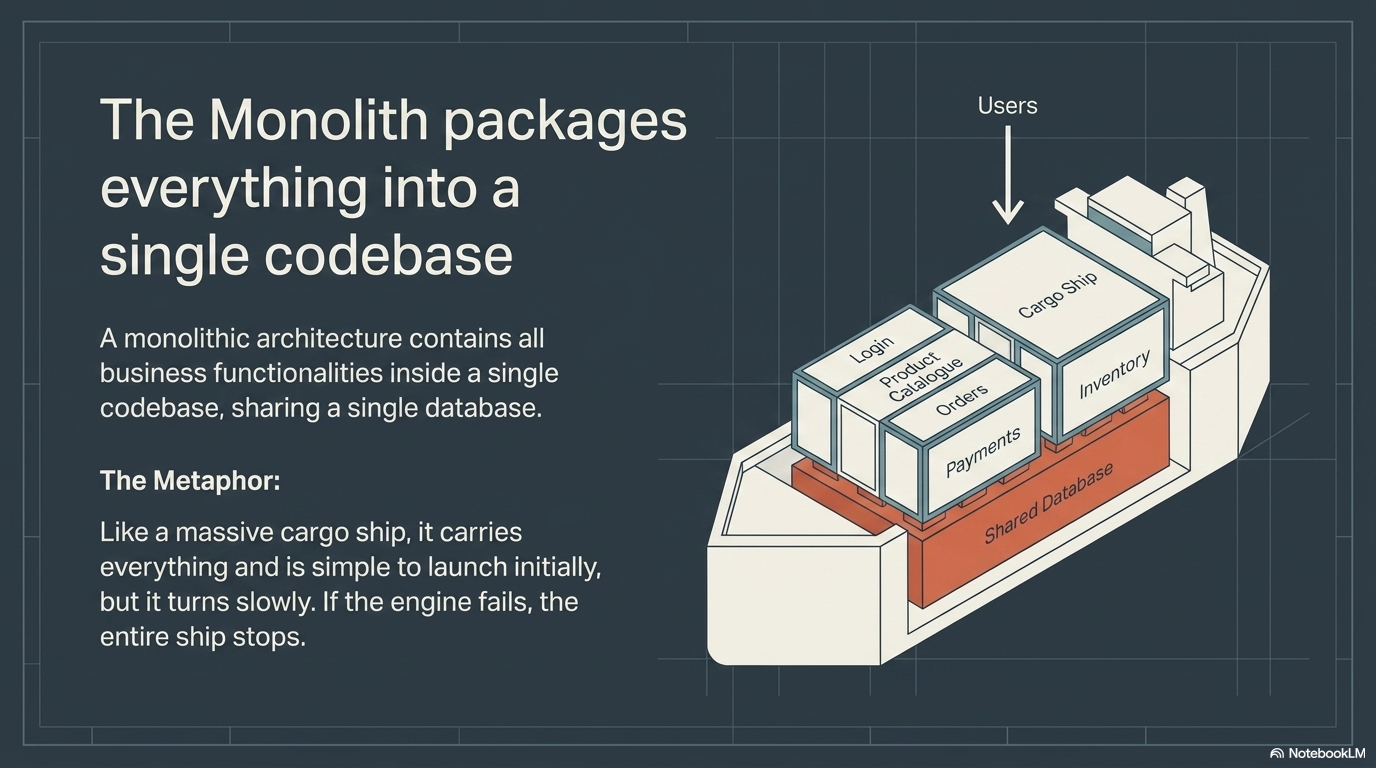 The Monolith packages
everything into a
single codebase
A monolithic architecture contains all
business functionalities inside a single
codebase, sharing a single database.
The Metaphor:
Like a massive cargo ship, it carries
everything and is simple to launch initially,
but it turns slowly. If the engine fails, the
entire ship stops.
Users
Cargo Ship
Login
Product
Calalogue
Orders
Inventory
Payments
Shared Database
NotebookLM